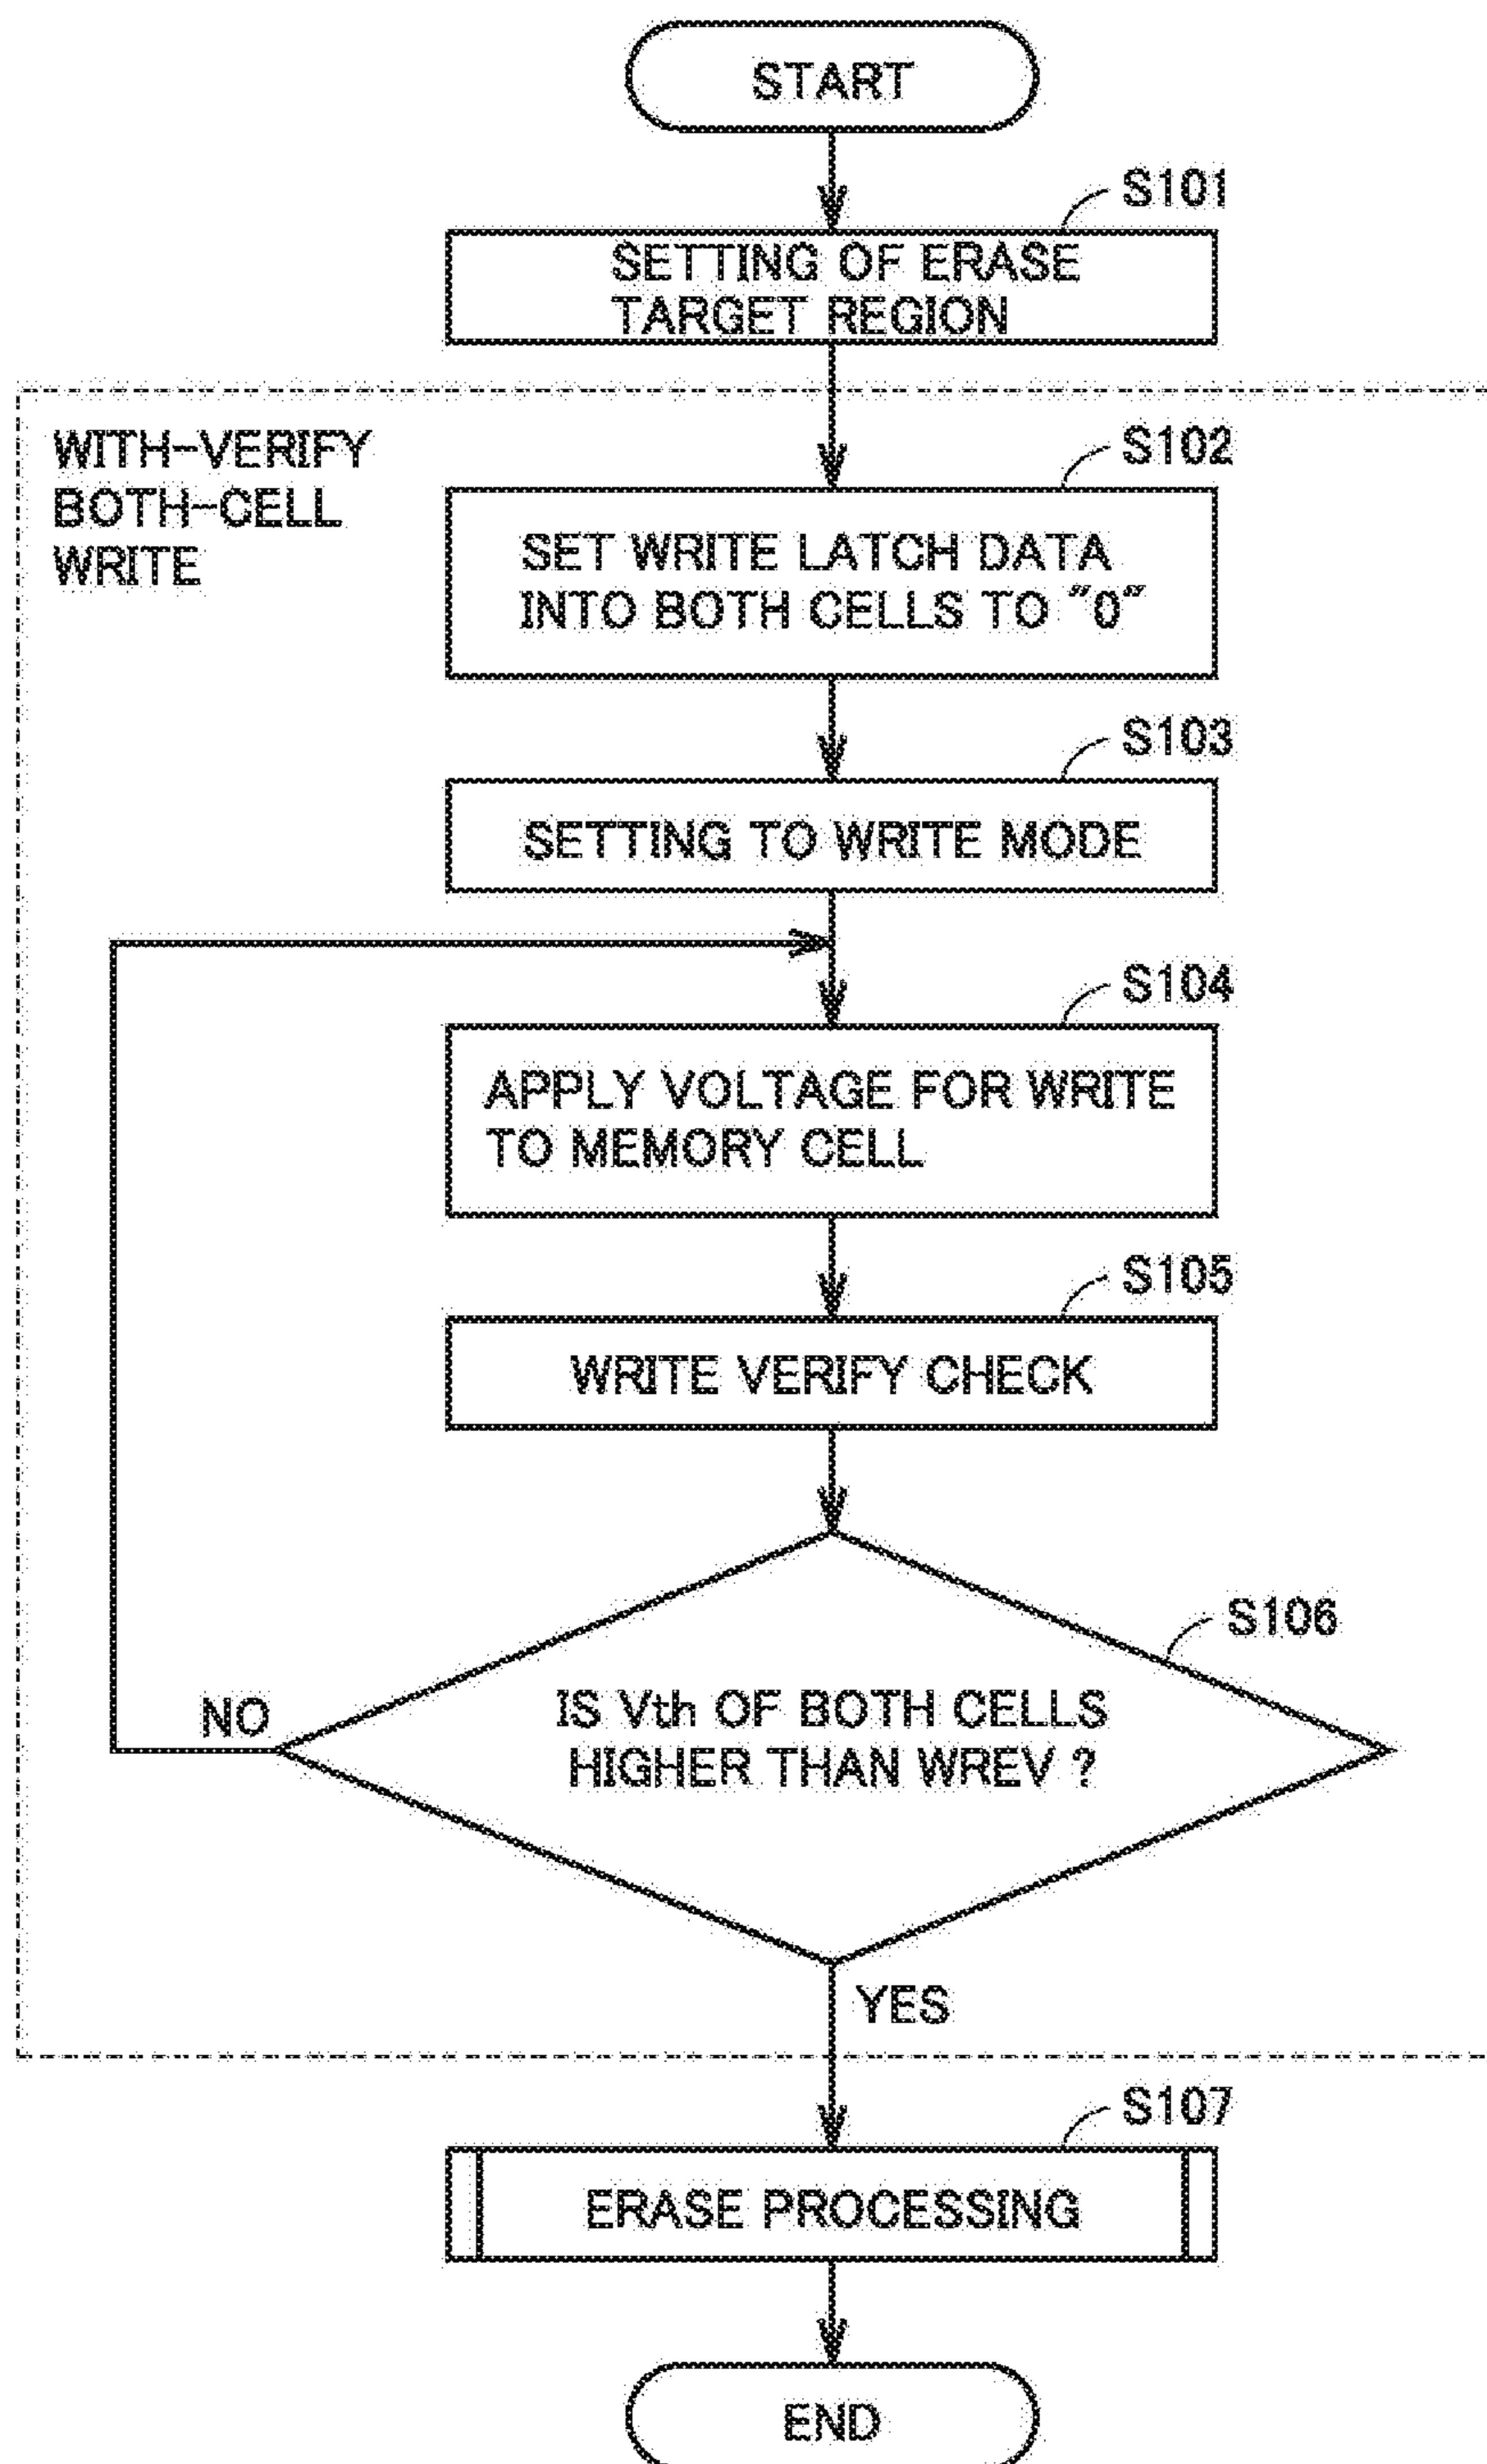 START
S101
SETTING OF ERASE
TARGET REGION
WITH-VERIFY
BOTH-CELL
WRITE
S102
SET WRITE LATCH DATA
INTO BOTH CELLS TO "0"
S103
SETTING TO WRITE MODE
S104
APPLY VOLTAGE FOR WRITE
TO MEMORY CELL
S105
WRITE VERIFY CHECK
S106
IS Vth OF BOTH CELLS
HIGHER THAN WREV ?
NO
YES
S107
ERASE PROCESSING
END